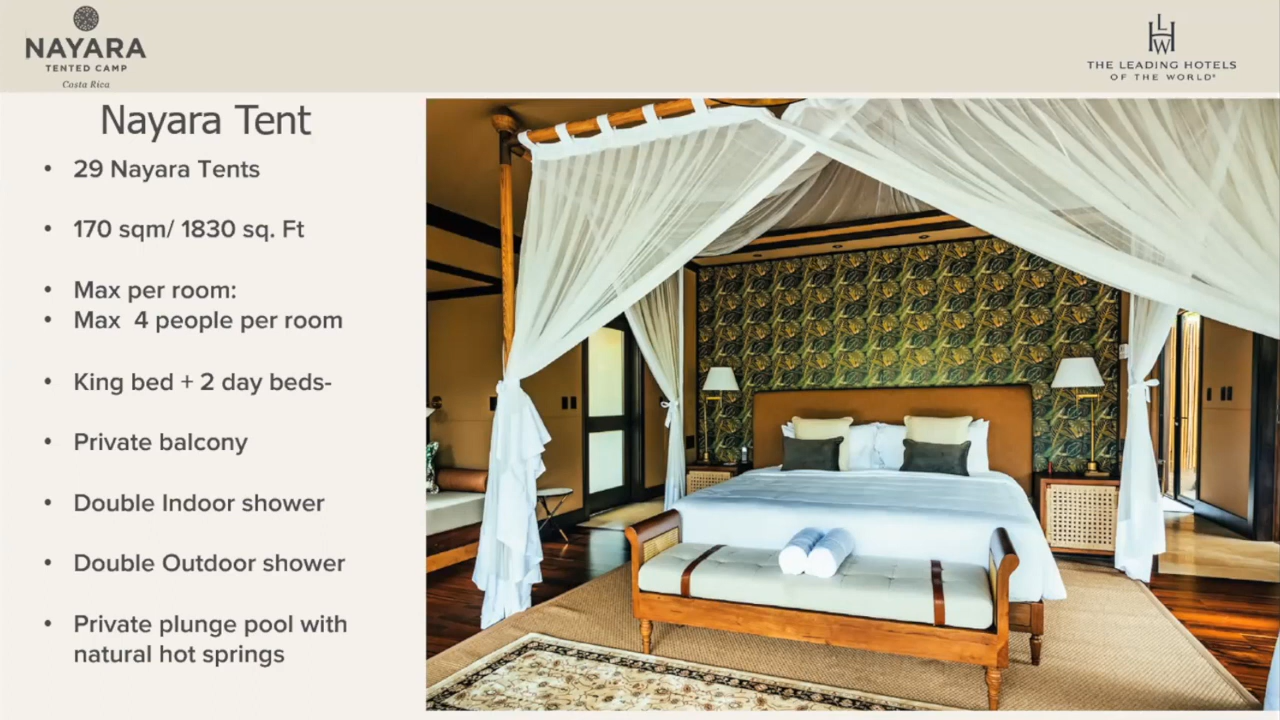 NAYARA
TENTED CAMP
Costa Rica
LHW
THE LEADING HOTELS
OF THE WORLD®
Nayara Tent
• 29 Nayara Tents
• 170 sqm/ 1830 sq. Ft
• Max per room:
• Max  4 people per room
• King bed + 2 day beds-
• Private balcony
• Double Indoor shower
• Double Outdoor shower
• Private plunge pool with
natural hot springs